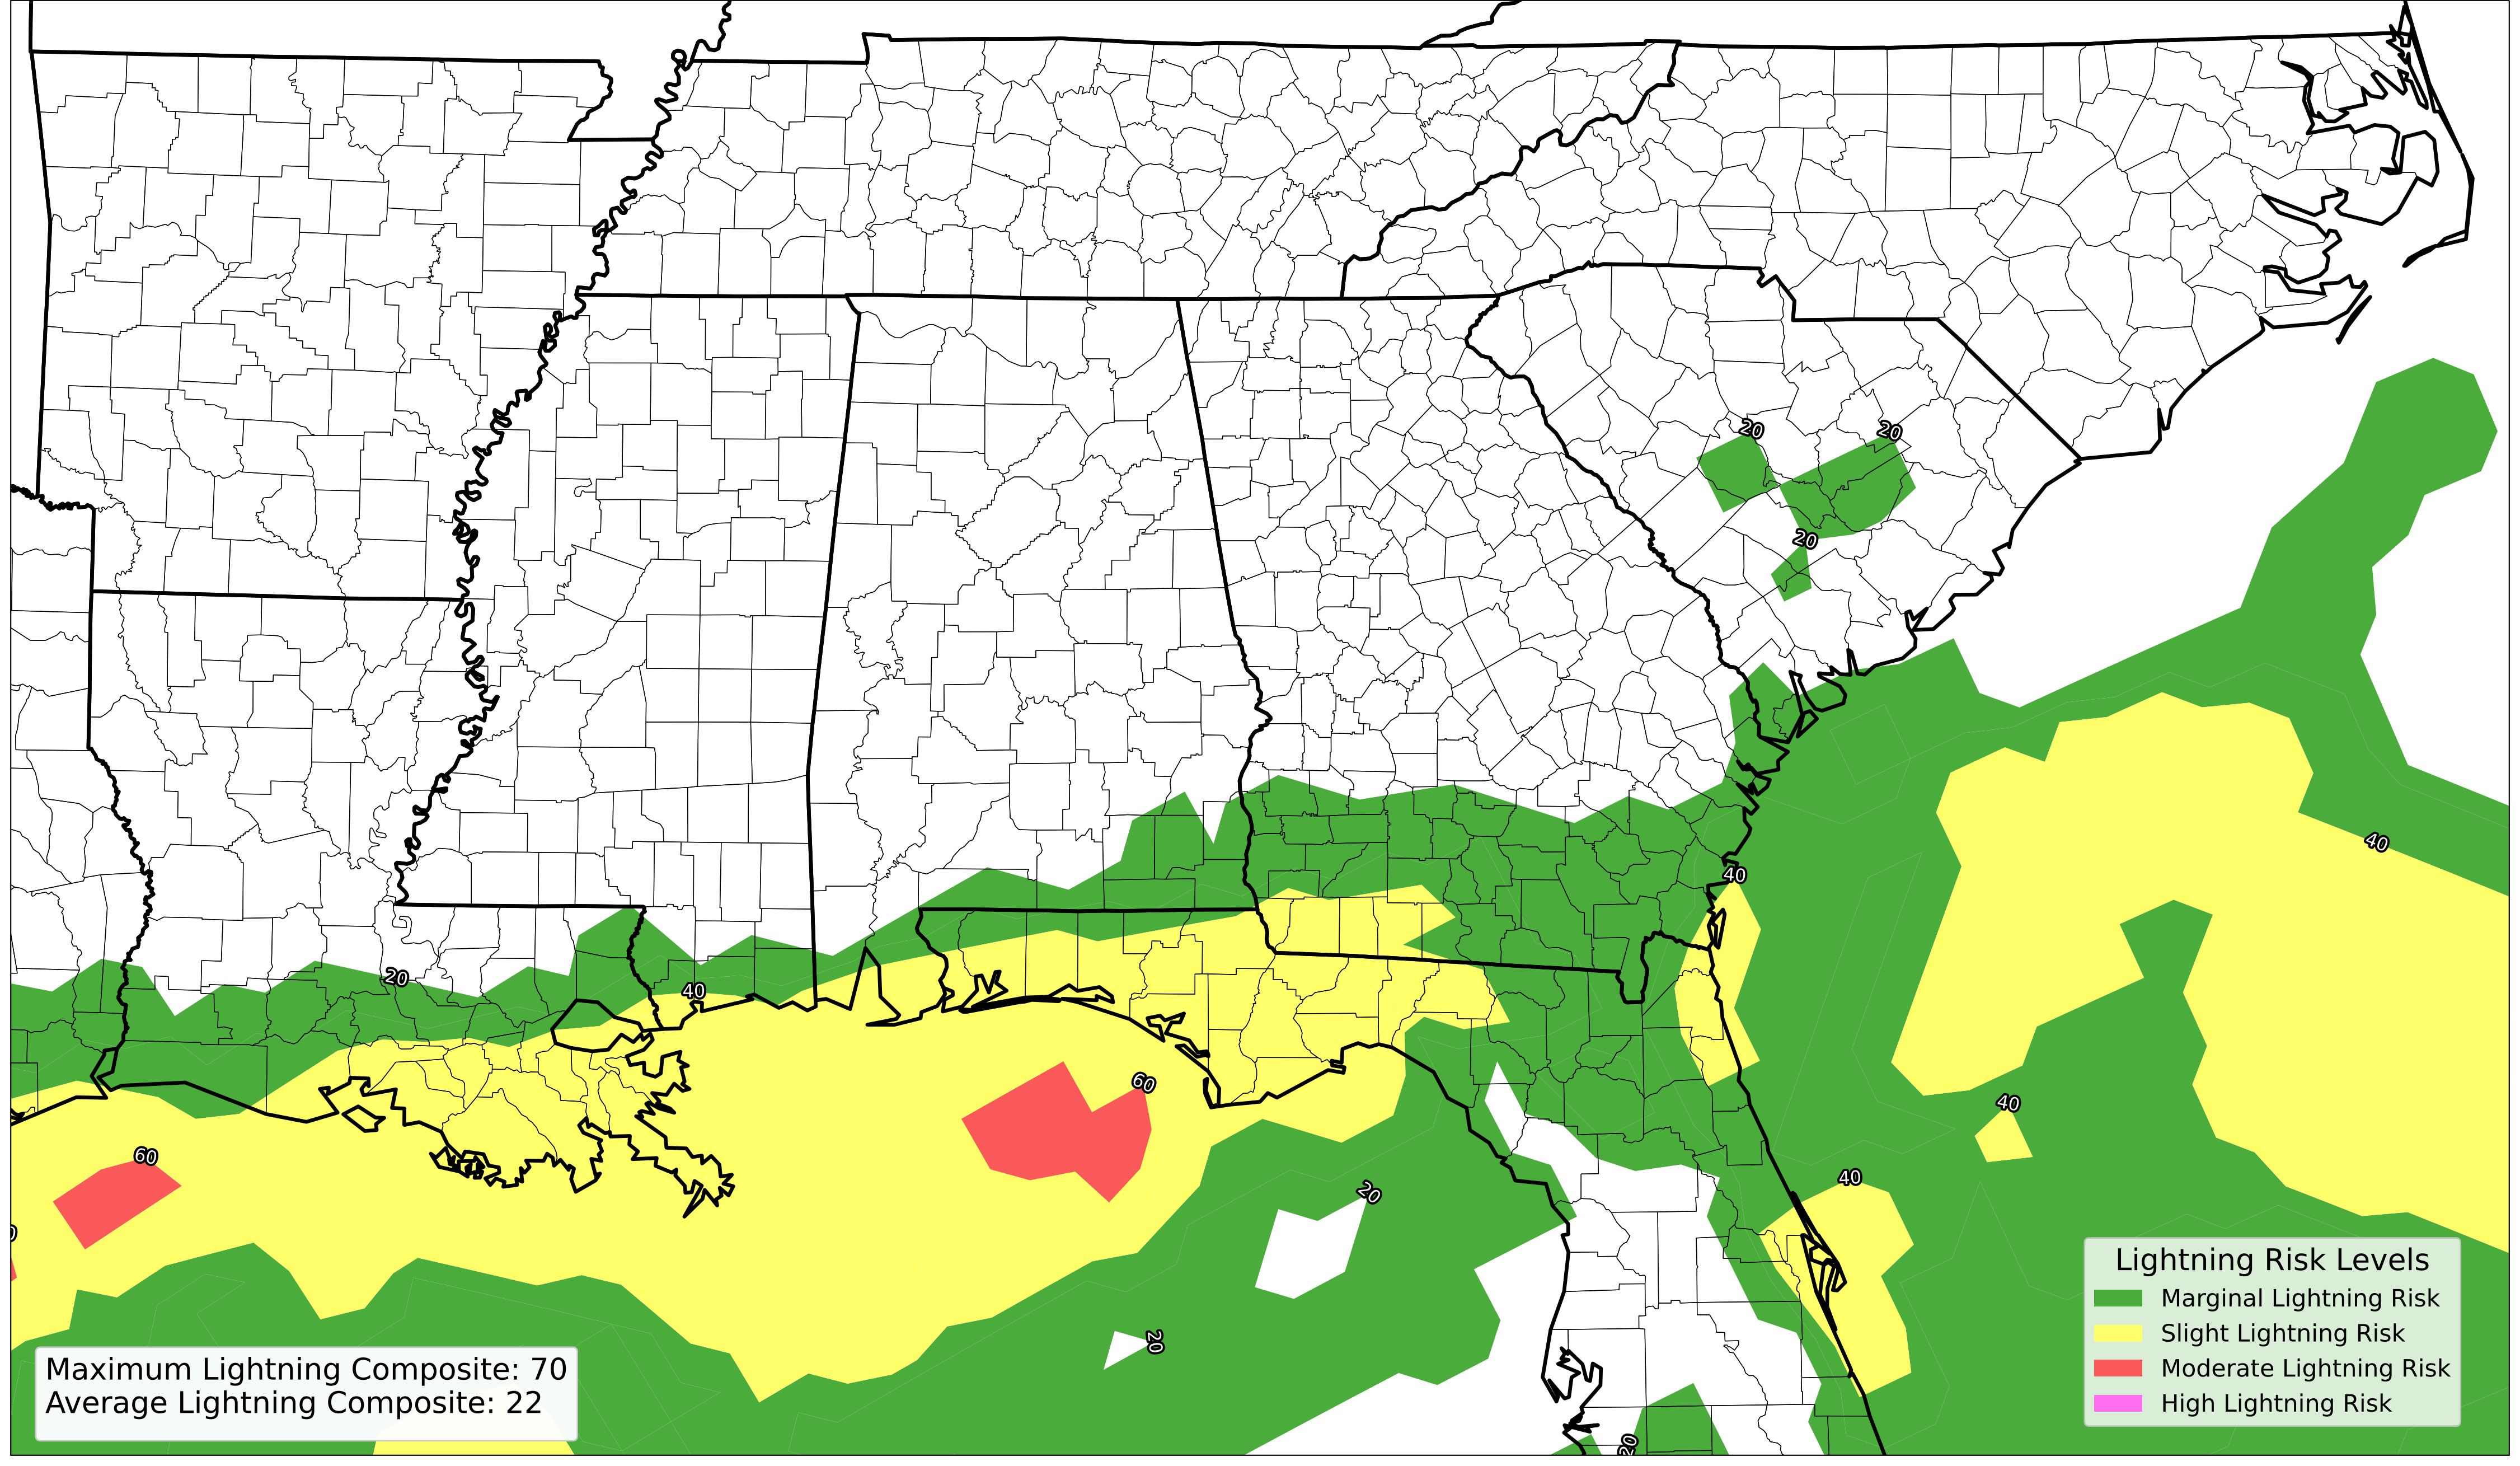 20
20
20
40
40
20
40
60
40
60
40
20
20
20
Lightning Risk Levels
Marginal Lightning Risk
Slight Lightning Risk
Moderate Lightning Risk
High Lightning Risk
Maximum Lightning Composite: 70
Average Lightning Composite: 22